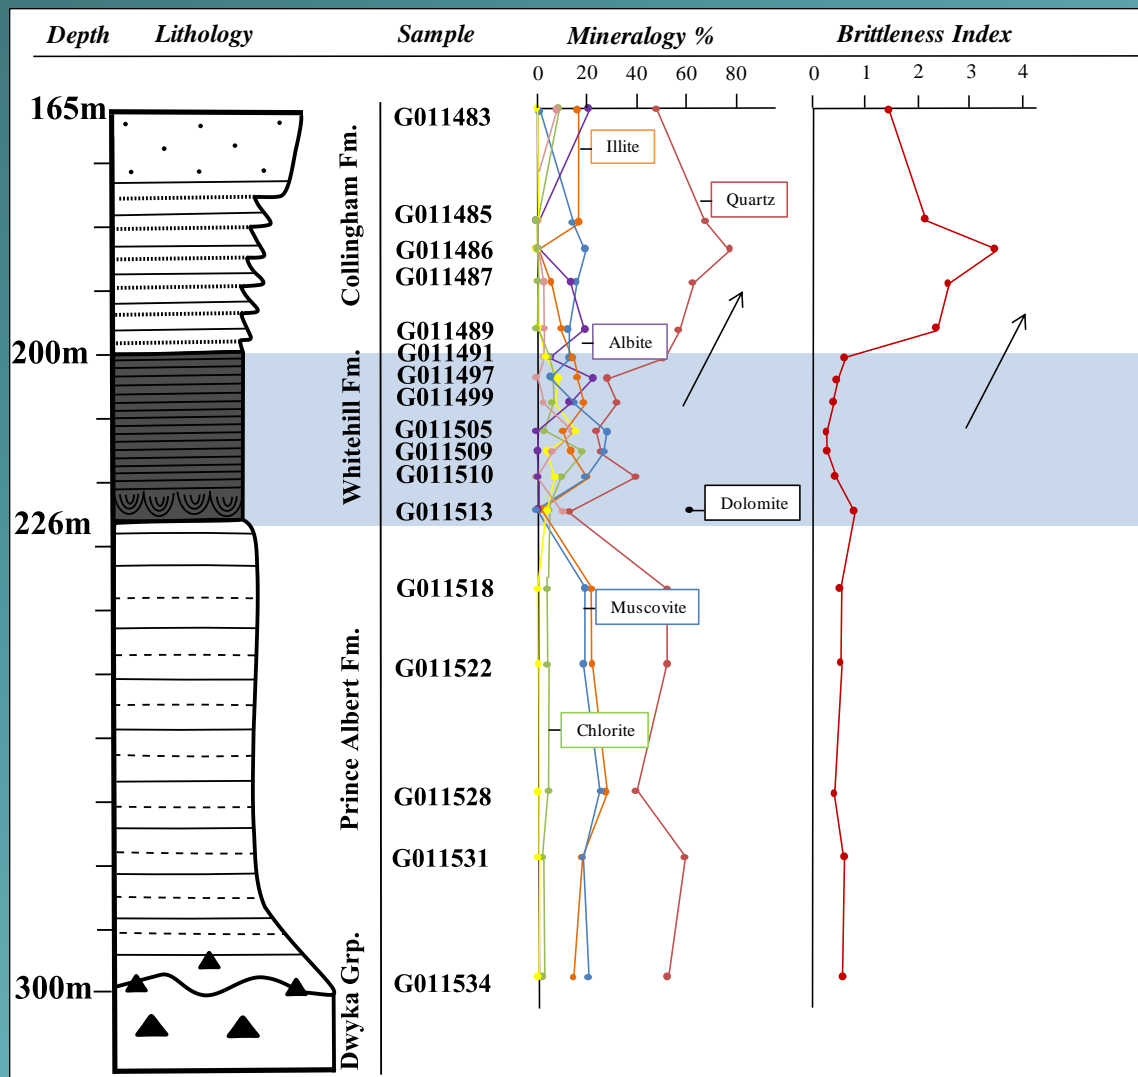 Depth Lithology Sample Mineralogy % Brittleness Index
0 20 40 60 80 0 1 2 3 4
165m
Collingham Fm.
G011483
Illite
Quartz
G011485
G011486
G011487
G011489
Albite
200m
Whitehill Fm.
G011491
G011497
G011499
G011505
G011509
G011510
Dolomite
G011513
226m
Prince Albert Fm.
G011518
Muscovite
G011522
Chlorite
G011528
G011531
G011534
300m
Dwyka Grp.